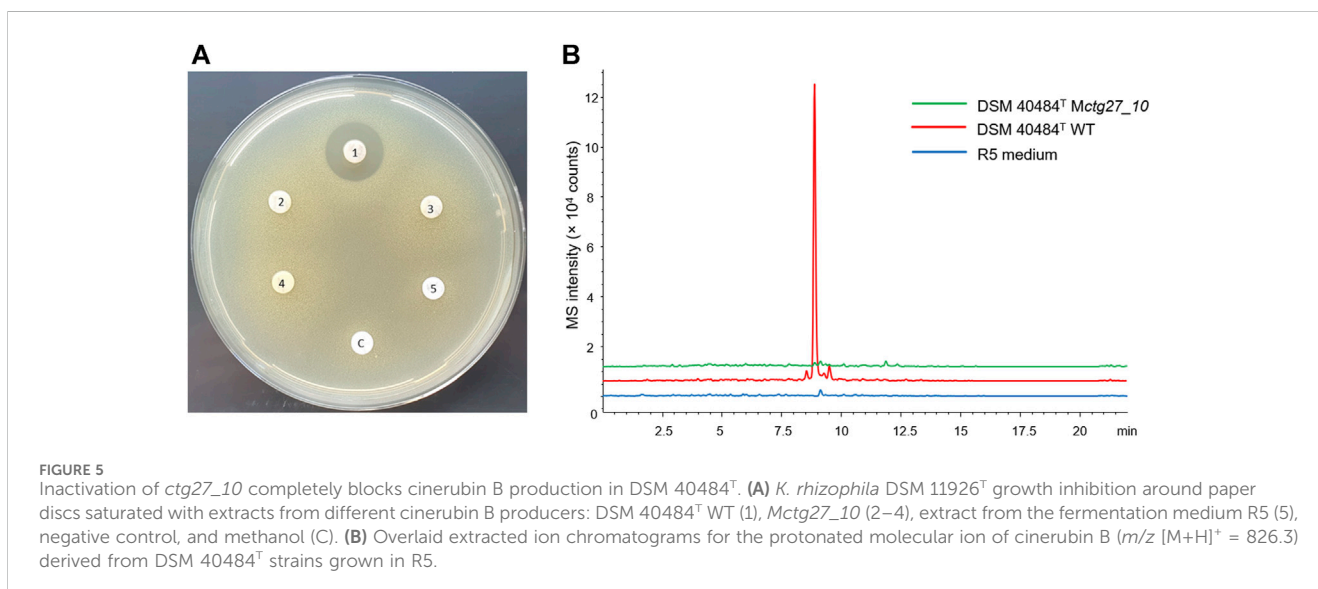 A
B
1
2
3
4
5
C
MS intensity (× 10⁴ counts)
12
10
8
6
4
2
0
2.5 5 7.5 10 12.5 15 17.5 20 min
DSM 40484ᵀ Mctg27_10
DSM 40484ᵀ WT
R5 medium
FIGURE 5
Inactivation of ctg27_10 completely blocks cinerubin B production in DSM 40484ᵀ. (A) K. rhizophila DSM 11926ᵀ growth inhibition around paper
discs saturated with extracts from different cinerubin B producers: DSM 40484ᵀ WT (1), Mctg27_10 (2–4), extract from the fermentation medium R5 (5),
negative control, and methanol (C). (B) Overlaid extracted ion chromatograms for the protonated molecular ion of cinerubin B (m/z [M+H]⁺ = 826.3)
derived from DSM 40484ᵀ strains grown in R5.